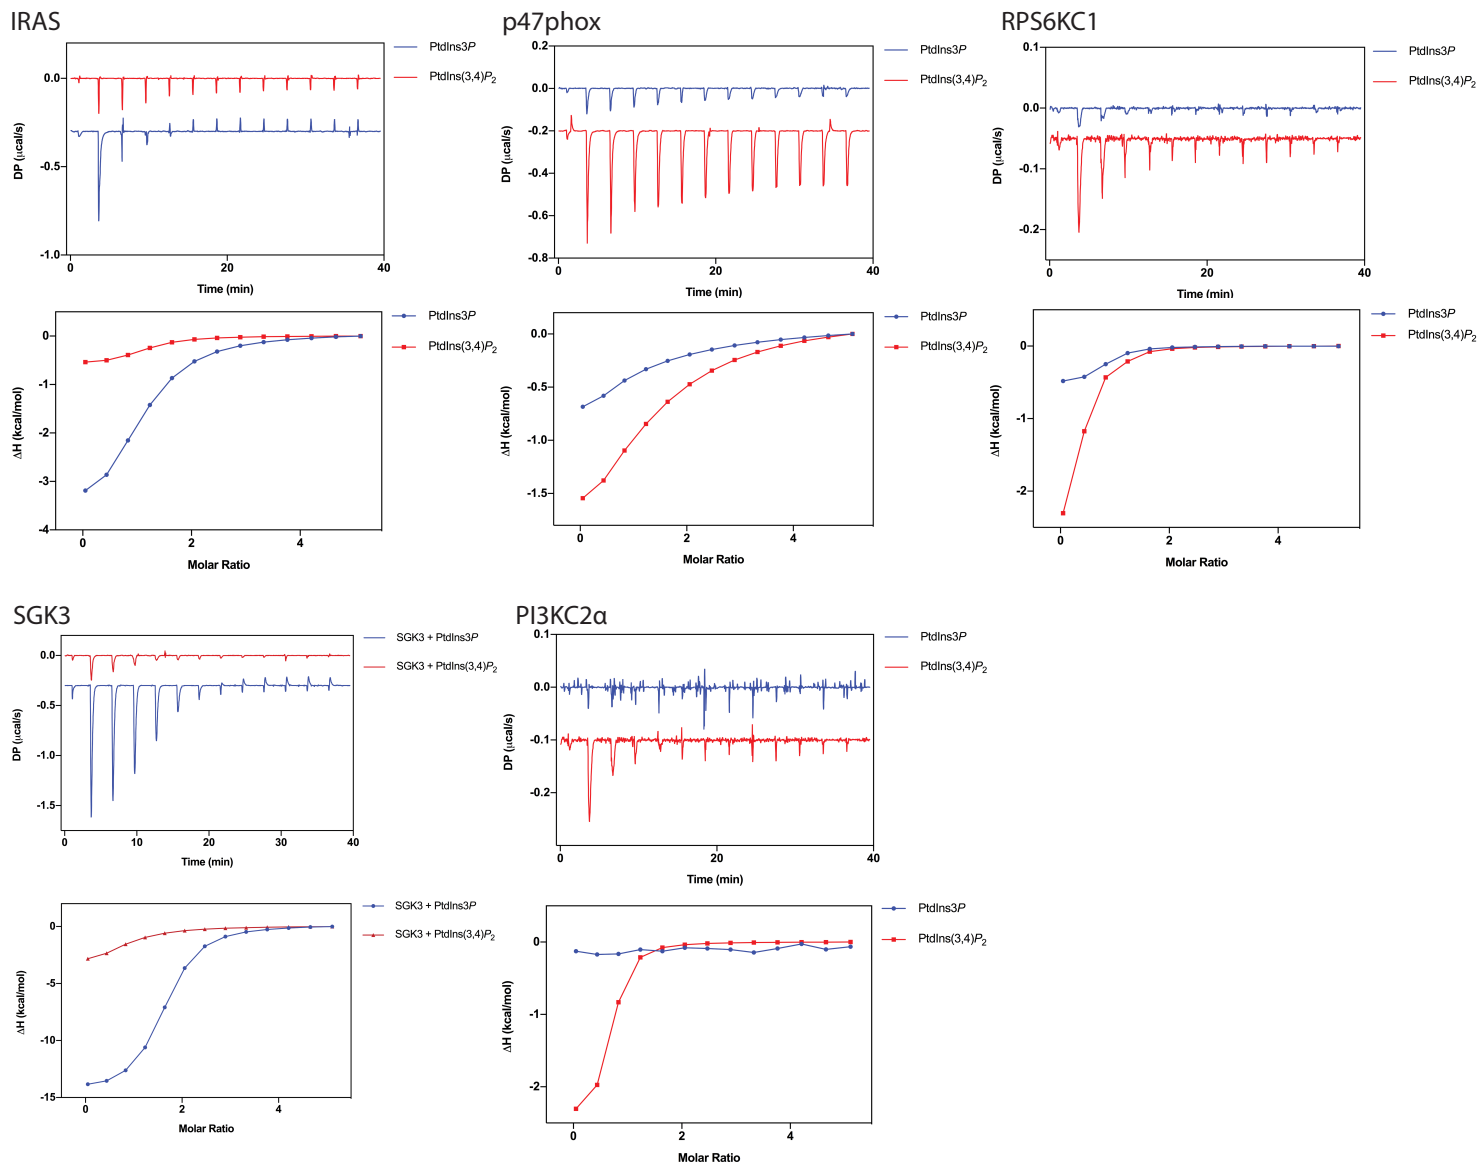 IRAS
PtdIns3P
PtdIns(3,4)P2
0.0
-0.5
-1.0
DP (μcal/s)
0
20
40
Time (min)
PtdIns3P
PtdIns(3,4)P2
0
-1
-2
-3
-4
ΔH (kcal/mol)
0
2
4
Molar Ratio
p47phox
PtdIns3P
PtdIns(3,4)P2
0.2
0.0
-0.2
-0.4
-0.6
-0.8
DP (μcal/s)
0
20
40
Time (min)
PtdIns3P
PtdIns(3,4)P2
0.0
-0.5
-1.0
-1.5
ΔH (kcal/mol)
0
2
4
Molar Ratio
RPS6KC1
PtdIns3P
PtdIns(3,4)P2
0.1
0.0
-0.1
-0.2
DP (μcal/s)
0
20
40
Time (min)
PtdIns3P
PtdIns(3,4)P2
0
-1
-2
ΔH (kcal/mol)
0
2
4
Molar Ratio
SGK3
SGK3 + PtdIns3P
SGK3 + PtdIns(3,4)P2
0.0
-0.5
-1.0
-1.5
DP (μcal/s)
0
10
20
30
40
Time (min)
SGK3 + PtdIns3P
SGK3 + PtdIns(3,4)P2
0
-5
-10
-15
ΔH (kcal/mol)
0
2
4
Molar Ratio
PI3KC2α
PtdIns3P
PtdIns(3,4)P2
0.1
0.0
-0.1
-0.2
DP (μcal/s)
0
20
40
Time (min)
PtdIns3P
PtdIns(3,4)P2
0
-1
-2
ΔH (kcal/mol)
0
2
4
Molar Ratio